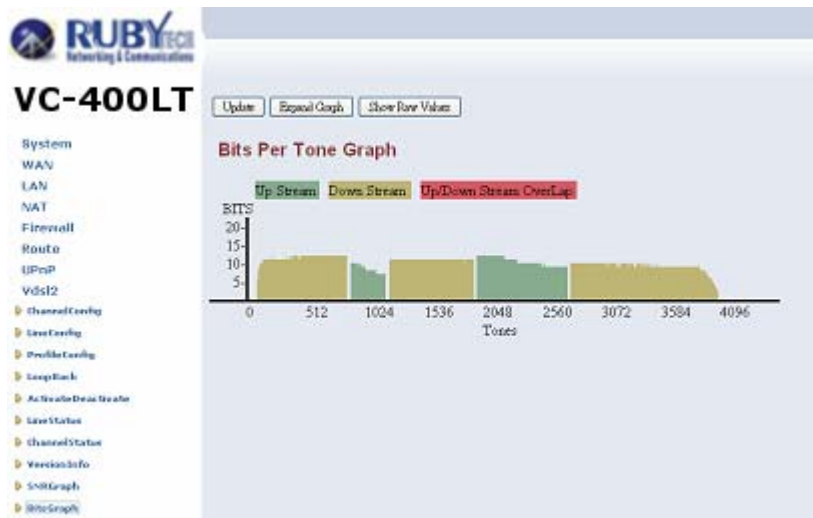 RUBYTECH
Networking & Communications
VC-400LT
System
WAN
LAN
NAT
Firewall
Route
UPnP
Vdsl2
ChannelConfig
LineConfig
ProfileConfig
LoopBack
ActivateDeactivate
LineStatus
ChannelStatus
VersionInfo
SNRGraph
BitsGraph
Update
Expand Graph
Show Raw Values
Bits Per Tone Graph
Up Stream
Down Stream
Up/Down Stream OverLap
BITS
20-
15-
10-
5-
0 512 1024 1536 2048 2560 3072 3584 4096
Tones